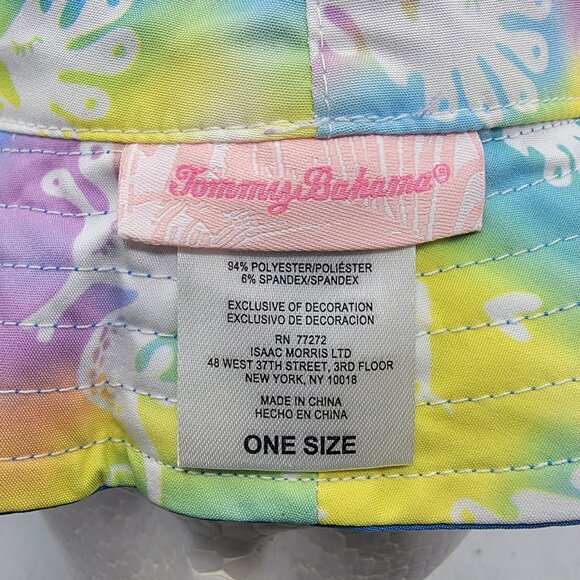 Tommy Bahama®
94% POLYESTER/POLIÉSTER
6% SPANDEX/SPANDEX
EXCLUSIVE OF DECORATION
EXCLUSIVO DE DECORACION
RN 77272
ISAAC MORRIS LTD
48 WEST 37TH STREET, 3RD FLOOR
NEW YORK, NY 10018
MADE IN CHINA
HECHO EN CHINA
ONE SIZE